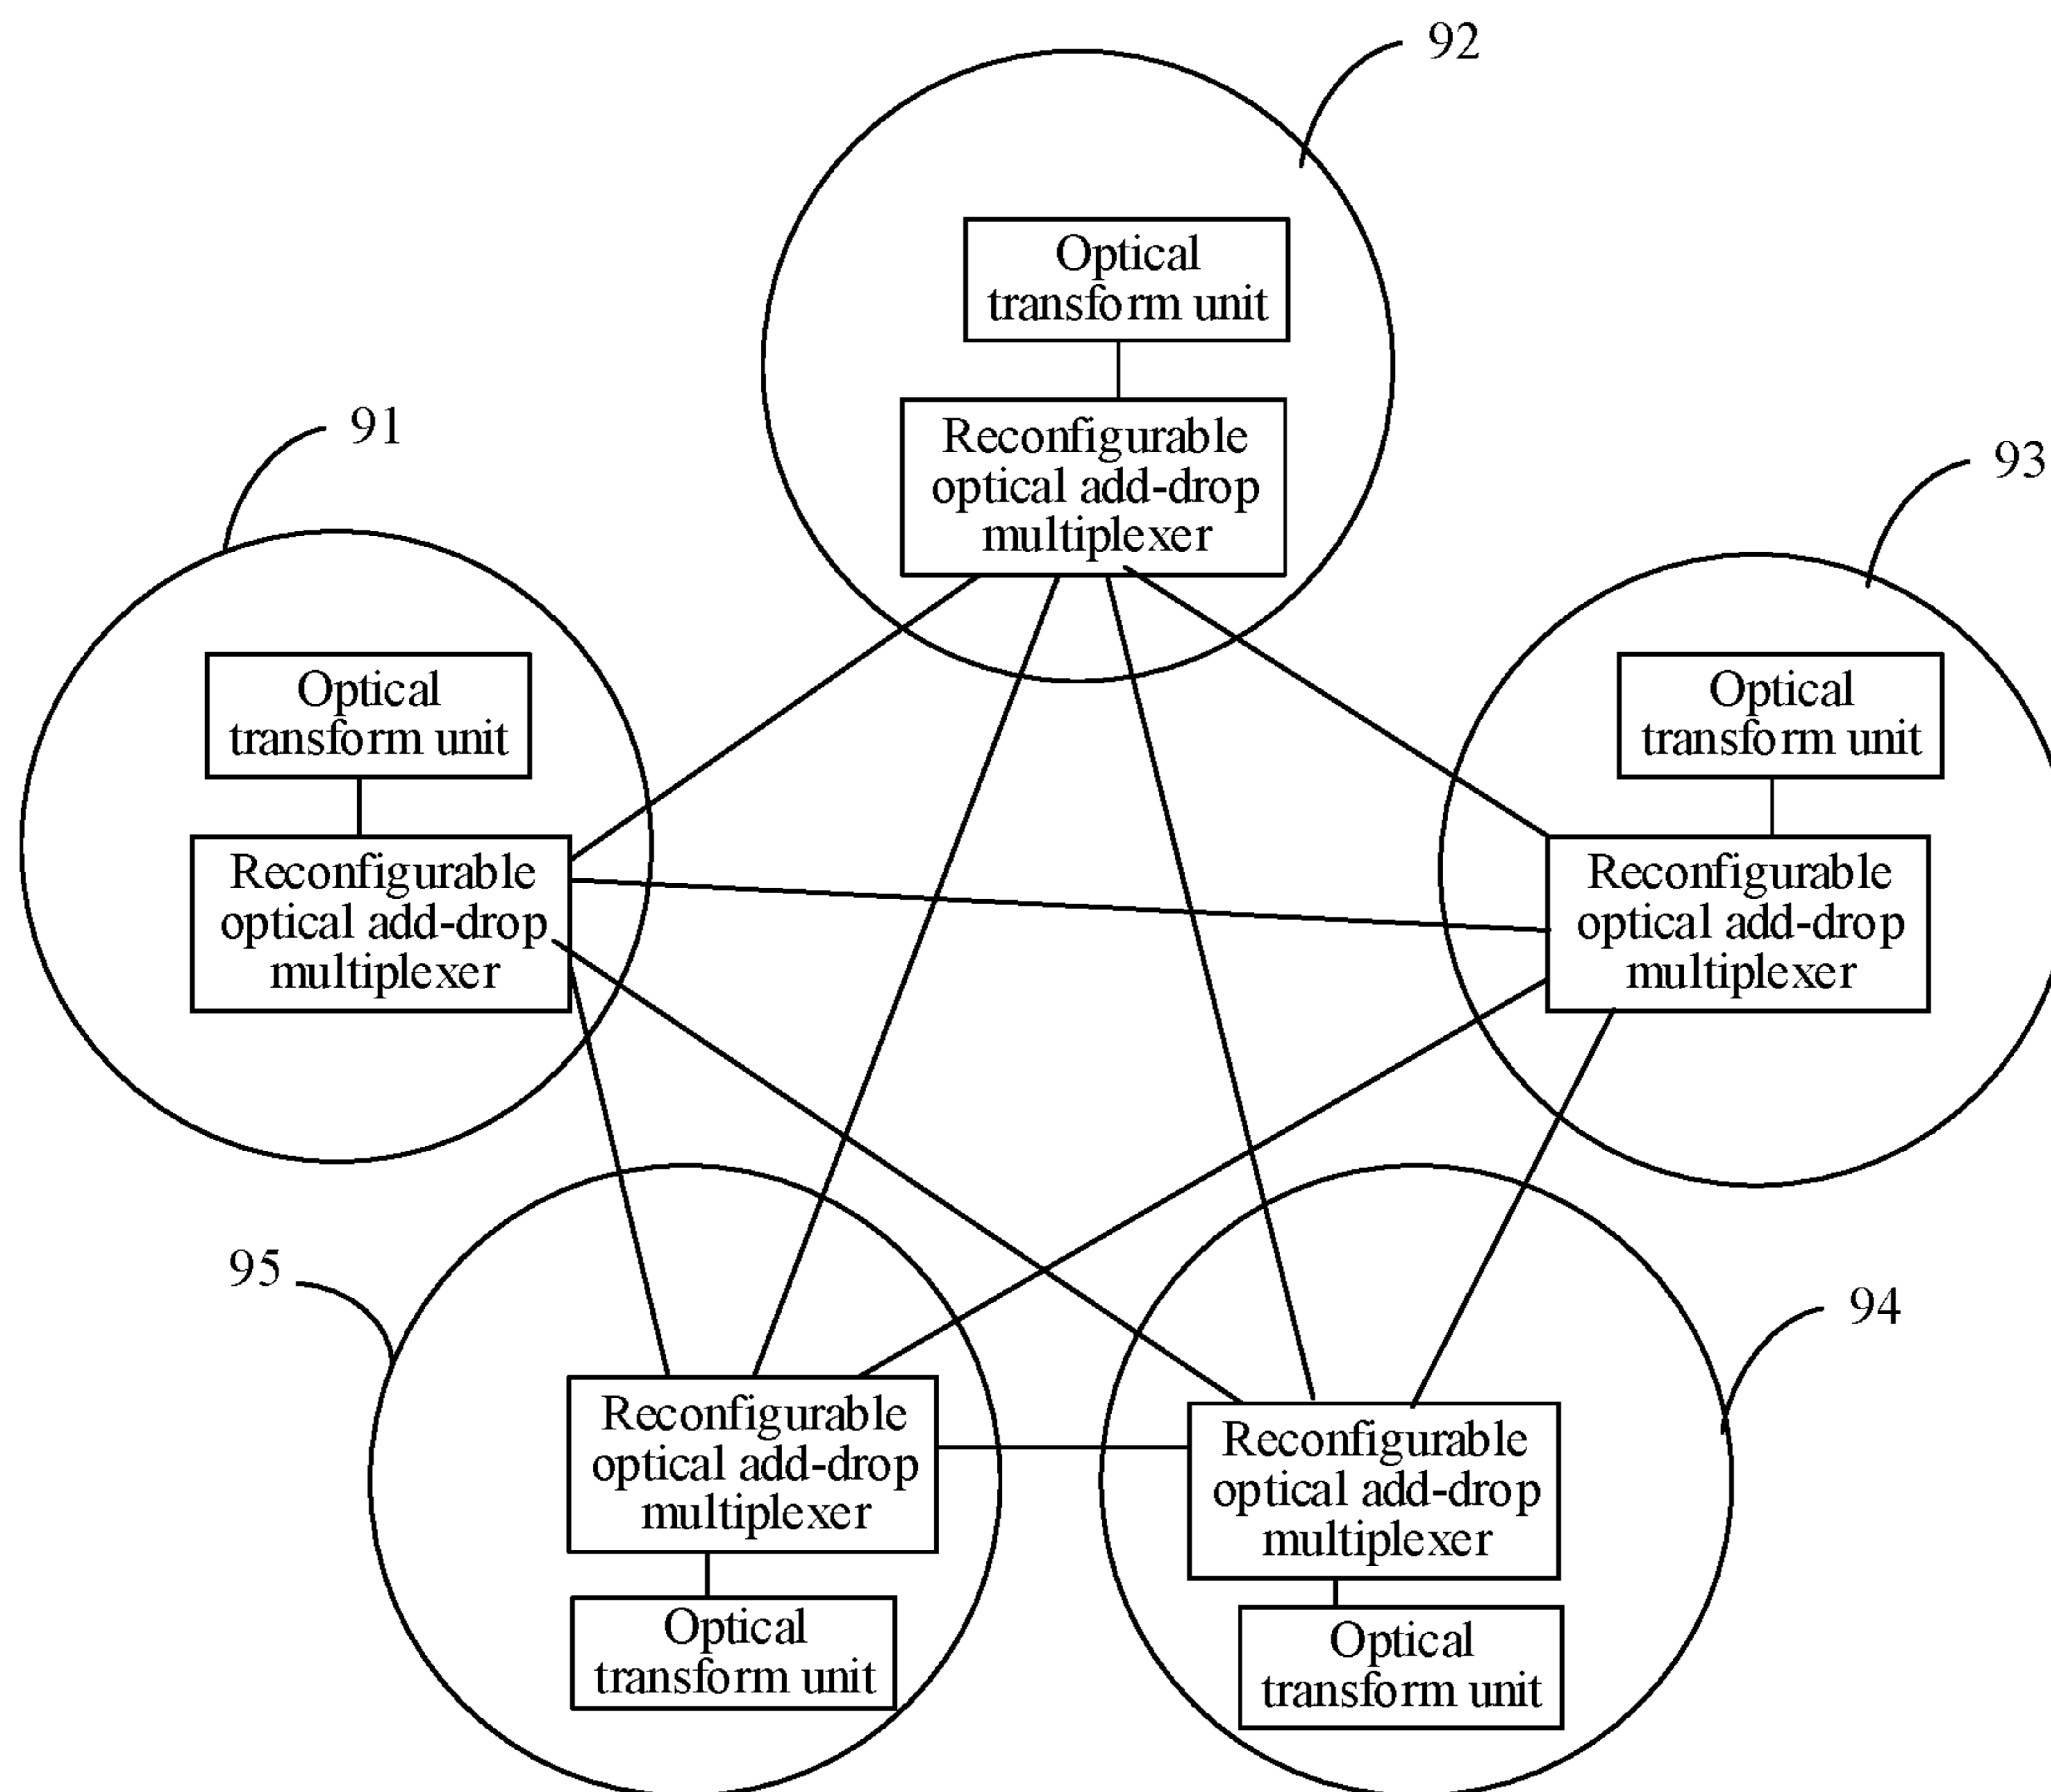 92
Optical
transform unit
Reconfigurable
optical add-drop
multiplexer
91
Optical
transform unit
Reconfigurable
optical add-drop
multiplexer
93
Optical
transform unit
Reconfigurable
optical add-drop
multiplexer
95
Reconfigurable
optical add-drop
multiplexer
Optical
transform unit
94
Reconfigurable
optical add-drop
multiplexer
Optical
transform unit